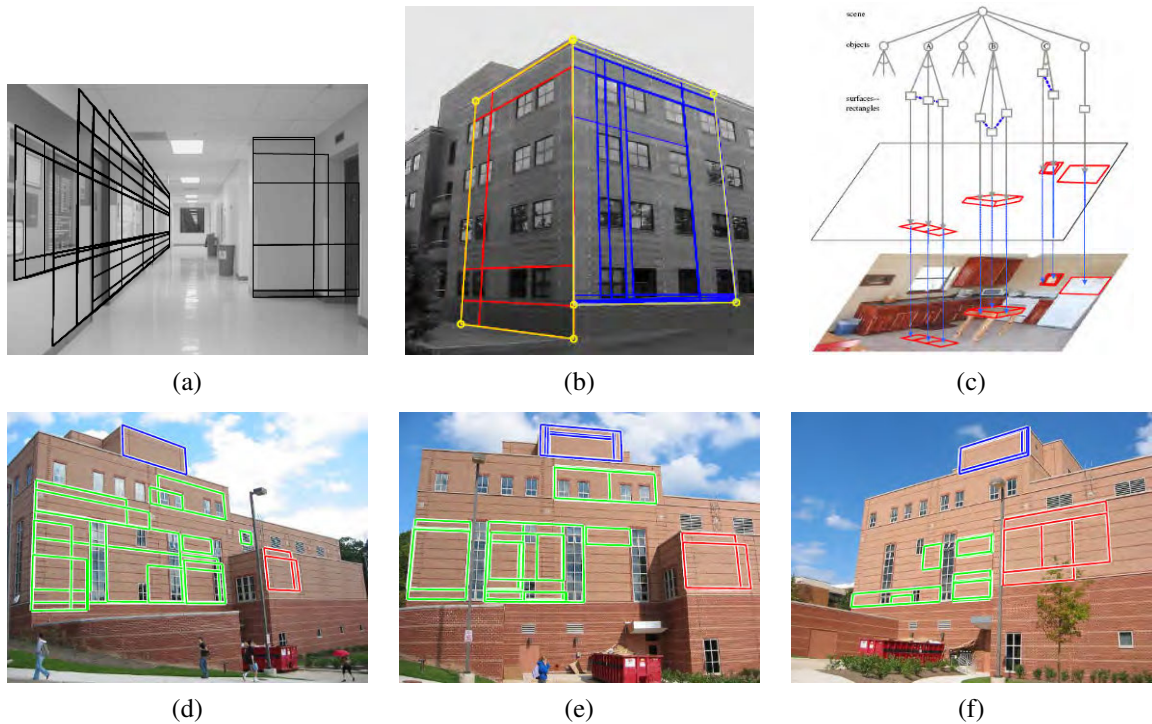 scene
objects
A
B
C
surfaces--
rectangles
(a)
(b)
(c)
(d)
(e)
(f)